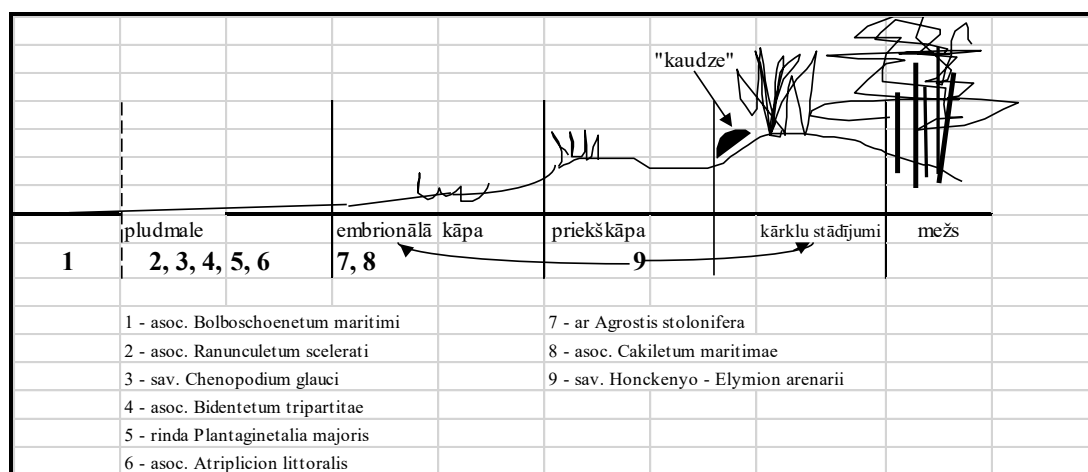 "kaudze"
pludmale embrionālā kāpa priekškāpa kārklu stādījumi mežs
1 2, 3, 4, 5, 6 7, 8 9
1 - asoc. Bolboschoenetum maritimi 7 - ar Agrostis stolonifera
2 - asoc. Ranunculetum scelerati 8 - asoc. Cakiletum maritimae
3 - sav. Chenopodium glauci 9 - sav. Honckenyo - Elymion arenarii
4 - asoc. Bidentetum tripartitae
5 - rinda Plantaginetalia majoris
6 - asoc. Atriplicion littoralis